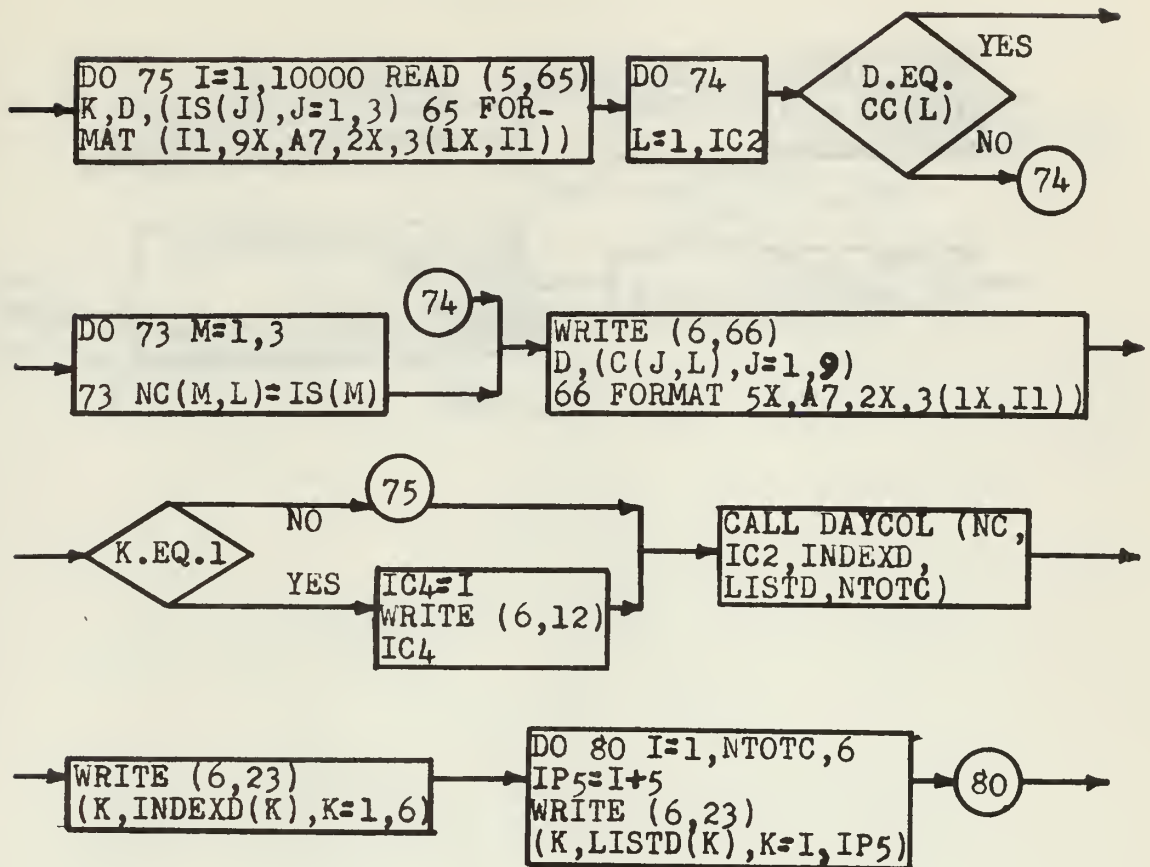 DO 75 I=1,10000 READ (5,65)
K,D,(IS(J),J=1,3) 65 FOR-
MAT (I1,9X,A7,2X,3(1X,I1))
DO 74
L=1,IC2
D.EQ.
CC(L)
YES
NO
74
DO 73 M=1,3
73 NC(M,L)=IS(M)
74
WRITE (6,66)
D,(C(J,L),J=1,9)
66 FORMAT 5X,A7,2X,3(1X,I1))
K.EQ.1
NO
75
YES
IC4=I
WRITE (6,12)
IC4
CALL DAYCOL (NC,
IC2,INDEXD,
LISTD,NTOTC)
WRITE (6,23)
(K,INDEXD(K),K=1,6)
DO 80 I=1,NTOTC,6
IP5=I+5
WRITE (6,23)
(K,LISTD(K),K=I,IP5)
80